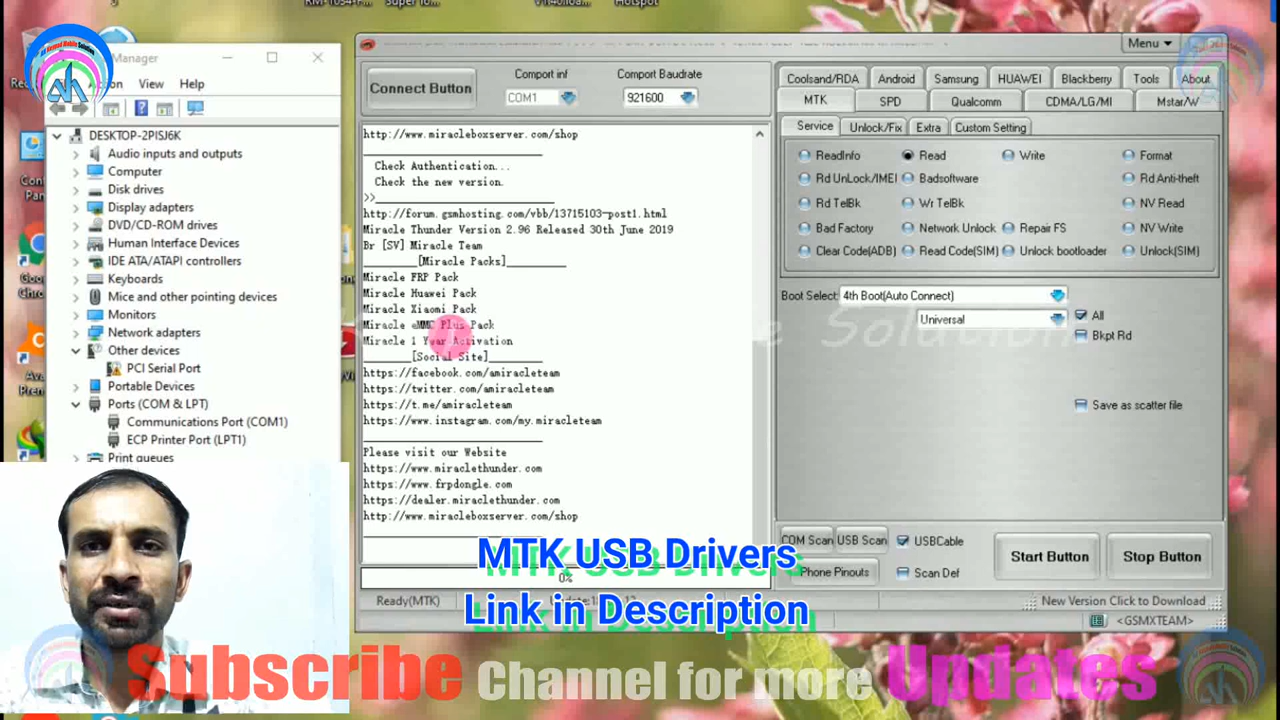 RM-1034-F...
Hotspot
Manager
View Help
DESKTOP-2PISJ6K
Audio inputs and outputs
Computer
Disk drives
Display adapters
DVD/CD-ROM drives
Human Interface Devices
IDE ATA/ATAPI controllers
Keyboards
Mice and other pointing devices
Monitors
Network adapters
Other devices
PCI Serial Port
Portable Devices
Ports (COM & LPT)
Communications Port (COM1)
ECP Printer Port (LPT1)
Print queues
Menu
Connect Button
Comport inf
COM1
Comport Baudrate
921600
http://www.miracleboxserver.com/shop
Check Authentication...
Check the new version.
>>
http://forum.gsmhosting.com/vbb/13715103-post1.html
Miracle Thunder Version 2.96 Released 30th June 2019
Br [SV] Miracle Team
[Miracle Packs]
Miracle FRP Pack
Miracle Huawei Pack
Miracle Xiaomi Pack
Miracle eMMC Plus Pack
Miracle 1 Year Activation
[Social Site]
https://facebook.com/amiracleteam
https://twitter.com/amiracleteam
https://t.me/amiracleteam
https://www.instagram.com/my.miracleteam
Please visit our Website
https://www.miraclethunder.com
https://www.frpdongle.com
https://dealer.miraclethunder.com
http://www.miracleboxserver.com/shop
0%
Ready(MTK)
Coolsand/RDA Android Samsung HUAWEI Blackberry Tools About
MTK SPD Qualcomm CDMA/LG/MI Mstar/W
Service Unlock/Fix Extra Custom Setting
ReadInfo Read Write Format
Rd UnLock/IMEI Badsoftware Rd Anti-theft
Rd TelBk Wr TelBk NV Read
Bad Factory Network Unlock Repair FS NV Write
Clear Code(ADB) Read Code(SIM) Unlock bootloader Unlock(SIM)
Boot Select: 4th Boot(Auto Connect)
Universal All
Bkpt Rd
Save as scatter file
COM Scan USB Scan USBCable
Phone Pinouts Scan Def
Start Button Stop Button
New Version Click to Download
<GSMXTEAM>
MTK USB Drivers
Link in Description
Subscribe Channel for more Updates